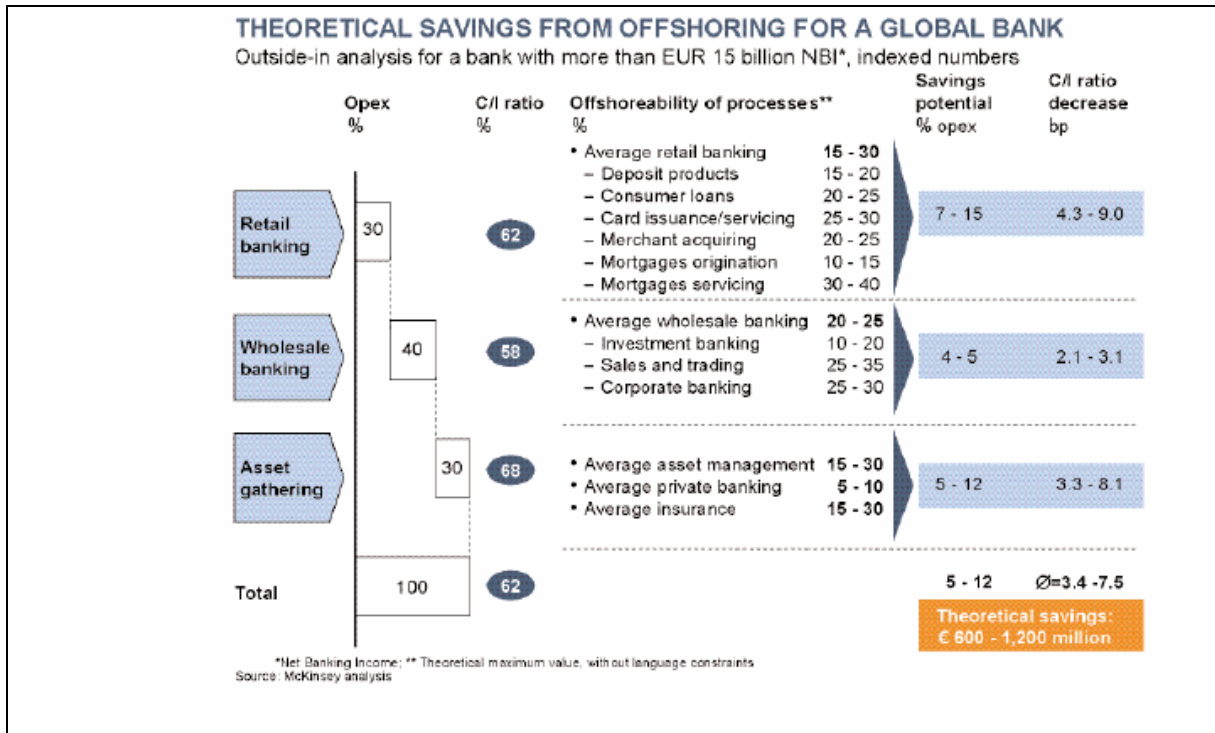 THEORETICAL SAVINGS FROM OFFSHORING FOR A GLOBAL BANK
Outside-in analysis for a bank with more than EUR 15 billion NBI*, indexed numbers
Opex
%
C/I ratio
%
Offshoreability of processes**
%
Savings
potential
% opex
C/I ratio
decrease
bp
Retail
banking
30
62
• Average retail banking 15 - 30
– Deposit products 15 - 20
– Consumer loans 20 - 25
– Card issuance/servicing 25 - 30
– Merchant acquiring 20 - 25
– Mortgages origination 10 - 15
– Mortgages servicing 30 - 40
7 - 15
4.3 - 9.0
Wholesale
banking
40
58
• Average wholesale banking 20 - 25
– Investment banking 10 - 20
– Sales and trading 25 - 35
– Corporate banking 25 - 30
4 - 5
2.1 - 3.1
Asset
gathering
30
68
• Average asset management 15 - 30
• Average private banking 5 - 10
• Average insurance 15 - 30
5 - 12
3.3 - 8.1
Total
100
62
5 - 12
Ø=3.4 -7.5
Theoretical savings:
€ 600 - 1,200 million
*Net Banking Income; ** Theoretical maximum value, without language constraints
Source: McKinsey analysis